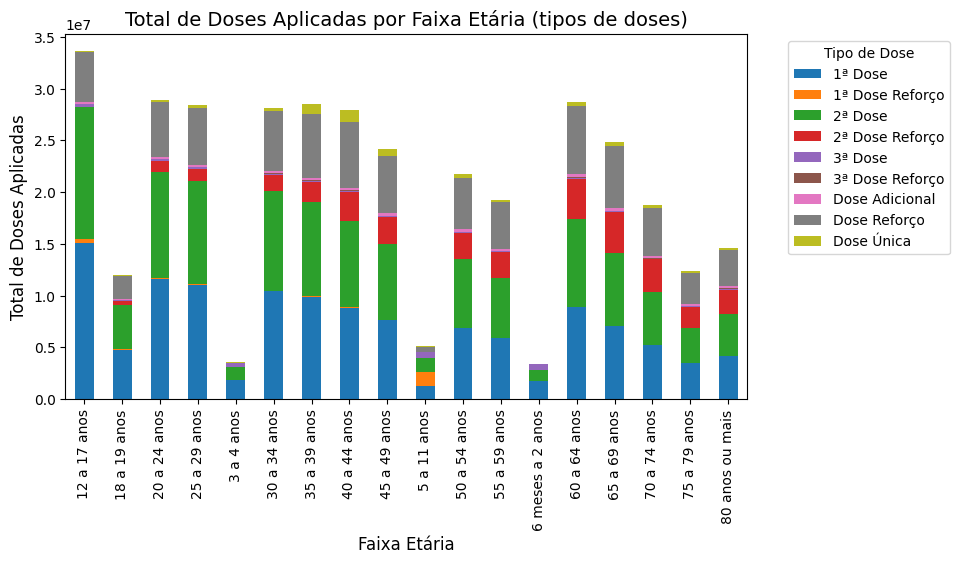 Total de Doses Aplicadas por Faixa Etária (tipos de doses)
1e7
3.5
3.0
2.5
2.0
1.5
1.0
0.5
0.0
Total de Doses Aplicadas
12 a 17 anos
18 a 19 anos
20 a 24 anos
25 a 29 anos
3 a 4 anos
30 a 34 anos
35 a 39 anos
40 a 44 anos
45 a 49 anos
5 a 11 anos
50 a 54 anos
55 a 59 anos
6 meses a 2 anos
60 a 64 anos
65 a 69 anos
70 a 74 anos
75 a 79 anos
80 anos ou mais
Faixa Etária
Tipo de Dose
1ª Dose
1ª Dose Reforço
2ª Dose
2ª Dose Reforço
3ª Dose
3ª Dose Reforço
Dose Adicional
Dose Reforço
Dose Única